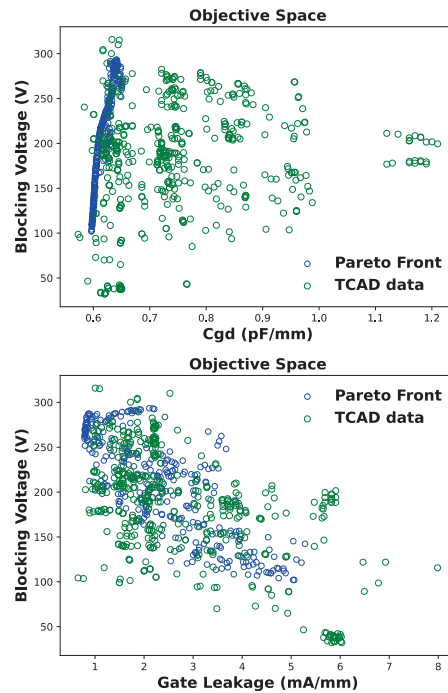 Objective Space
Blocking Voltage (V)
300
250
200
150
100
50
Pareto Front
TCAD data
0.6 0.7 0.8 0.9 1.0 1.1 1.2
Cgd (pF/mm)
Objective Space
Blocking Voltage (V)
300
250
200
150
100
50
Pareto Front
TCAD data
1 2 3 4 5 6 7 8
Gate Leakage (mA/mm)